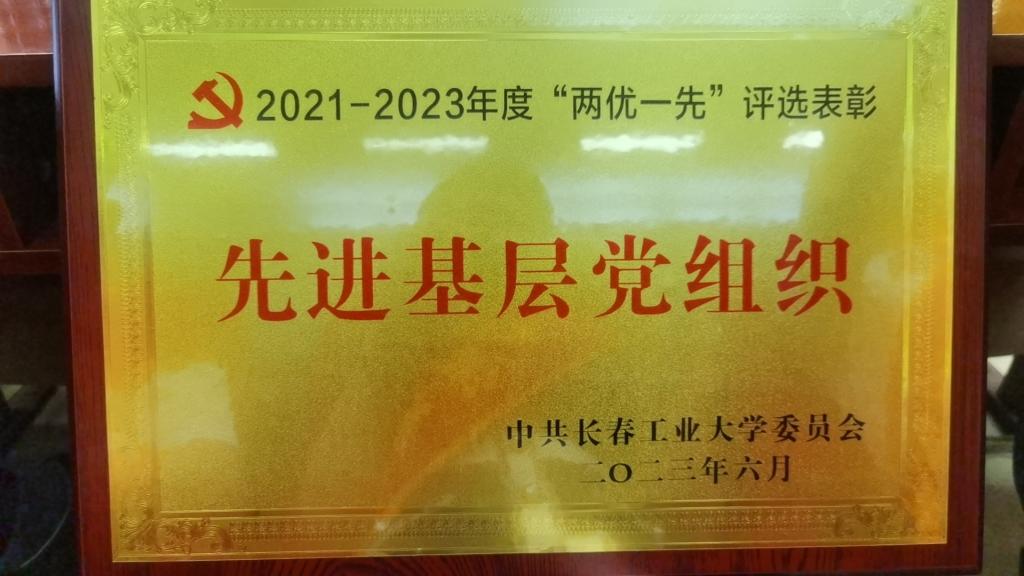 2021-2023年度“两优一先”评选表彰
先进基层党组织
中共长春工业大学委员会
二〇二三年六月